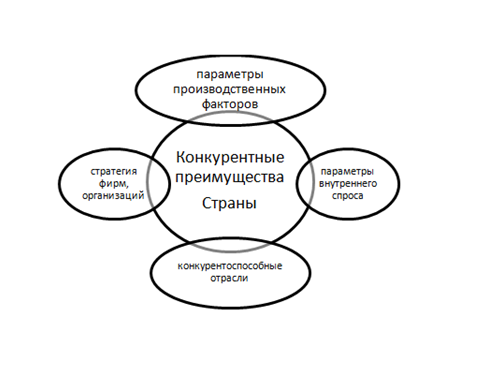 параметры
производственных
факторов
Конкурентные
преимущества
Страны
стратегия
фирм,
организаций
параметры
внутреннего
спроса
конкурентоспособные
отрасли